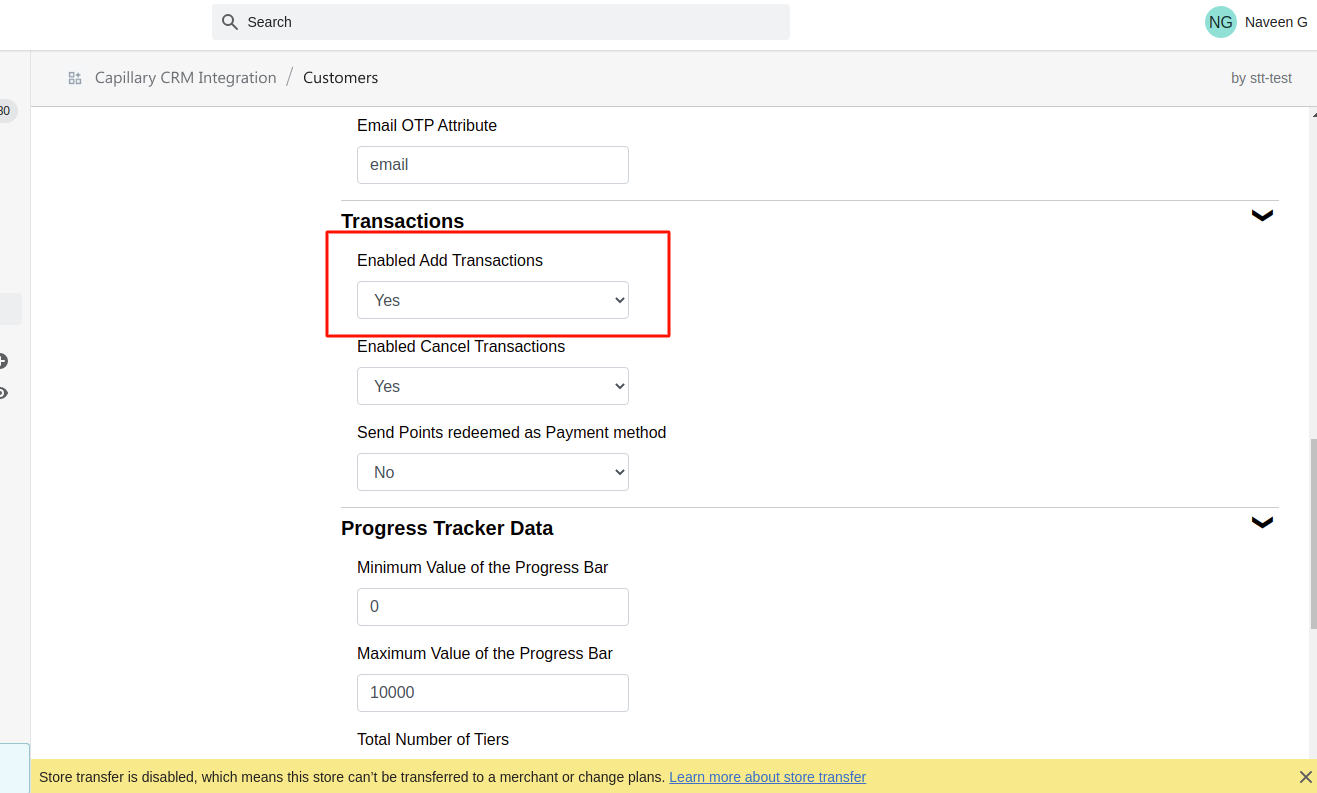 Search
NG Naveen G
Capillary CRM Integration / Customers
by stt-test
Email OTP Attribute
email
Transactions
Enabled Add Transactions
Yes
Enabled Cancel Transactions
Yes
Send Points redeemed as Payment method
No
Progress Tracker Data
Minimum Value of the Progress Bar
0
Maximum Value of the Progress Bar
10000
Total Number of Tiers
Store transfer is disabled, which means this store can’t be transferred to a merchant or change plans. Learn more about store transfer